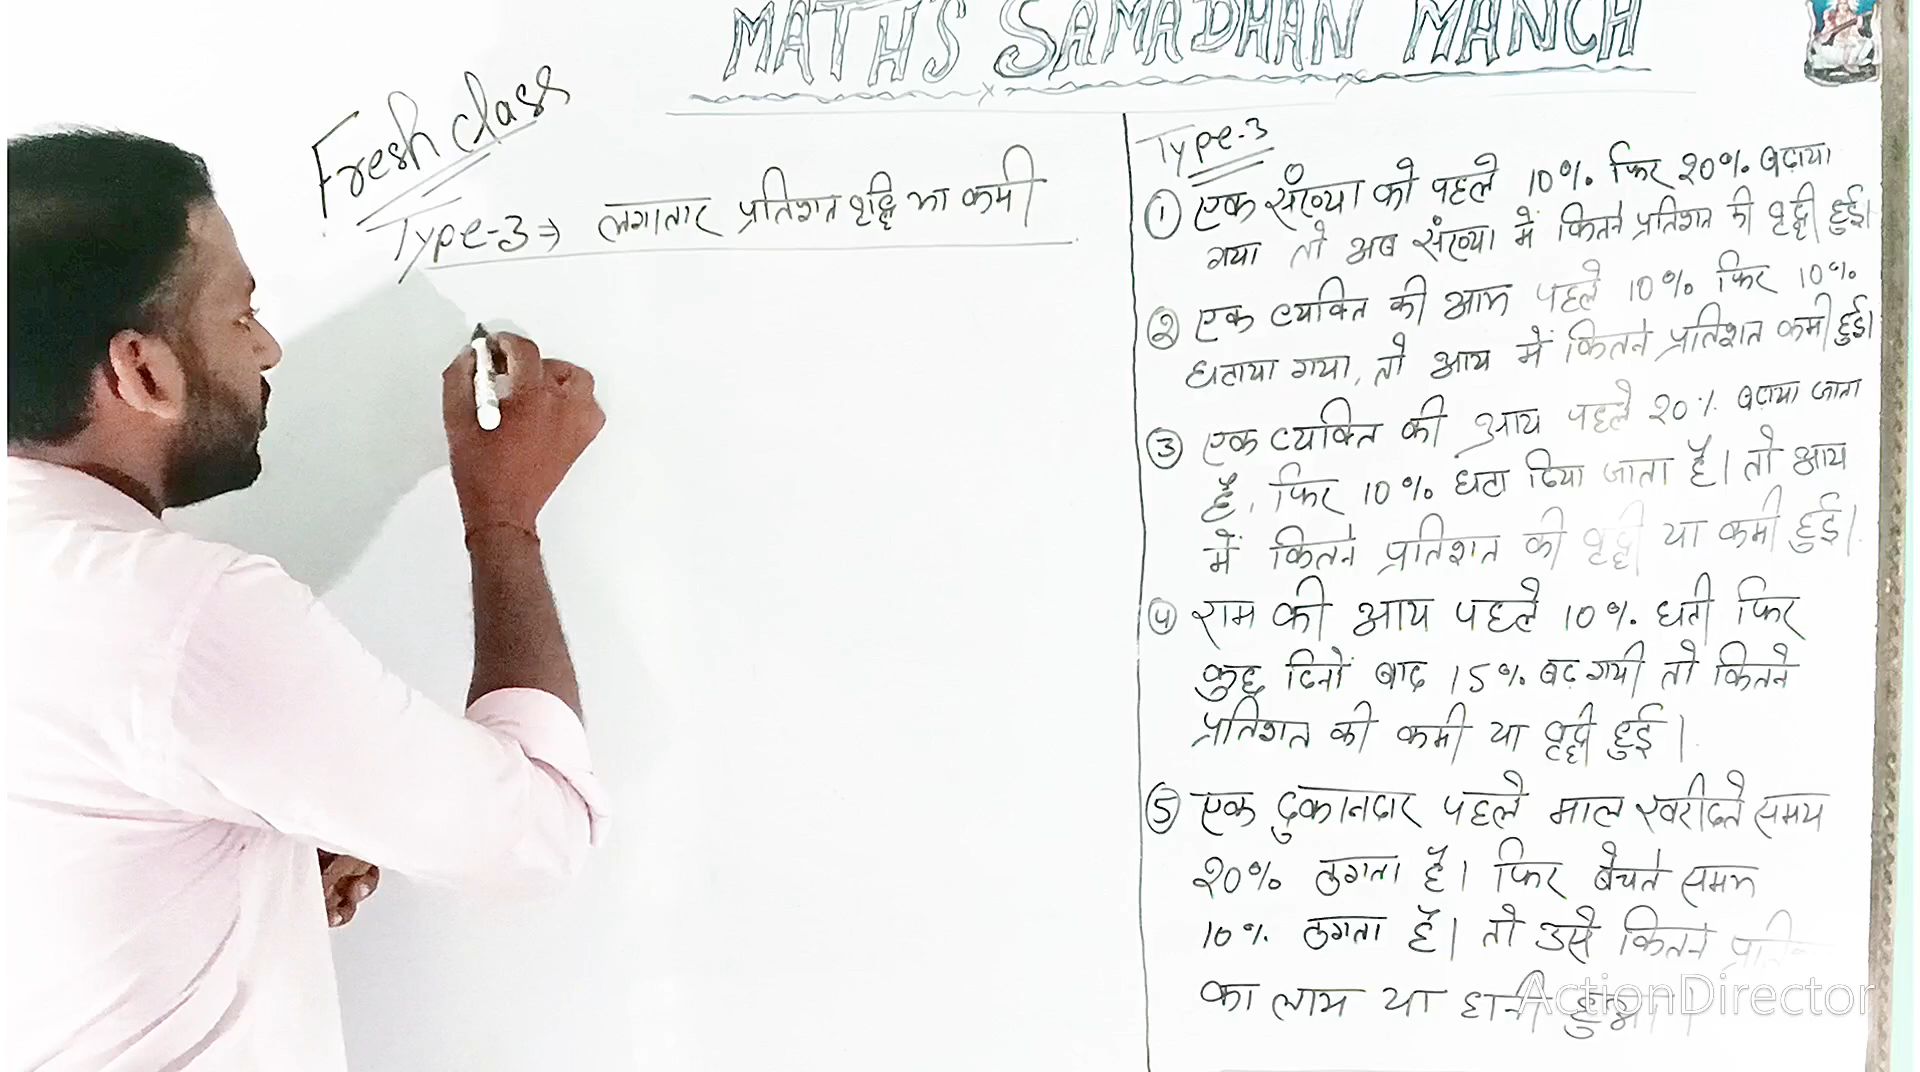 MATH'S SAMADHAN MANCH
Fresh class
Type-3 ⇒ लगातार प्रतिशत वृद्धि या कमी
Type-3
① एक संख्या को पहले 10% फिर 20% बढ़ाया
गया तो अब संख्या में कितने प्रतिशत की वृद्धी हुई।
② एक व्यक्ति की आय पहले 10% फिर 10%
घटाया गया, तो आय में कितने प्रतिशत कमी हुई।
③ एक व्यक्ति की आय पहले 20% बढ़ाया जाता
है, फिर 10% घटा दिया जाता है। तो आय
में कितने प्रतिशत की वृद्धी या कमी हुई।
④ राम की आय पहले 10% घटी फिर
कुछ दिनों बाद 15% बढ़ गयी तो कितने
प्रतिशत की कमी या वृद्धी हुई।
⑤ एक दुकानदार पहले माल खरीदते समय
20% ठगता है। फिर बेचते समय
10% ठगता है। तो उसे कितने
का लाभ या हानी हुआ
ActionDirector